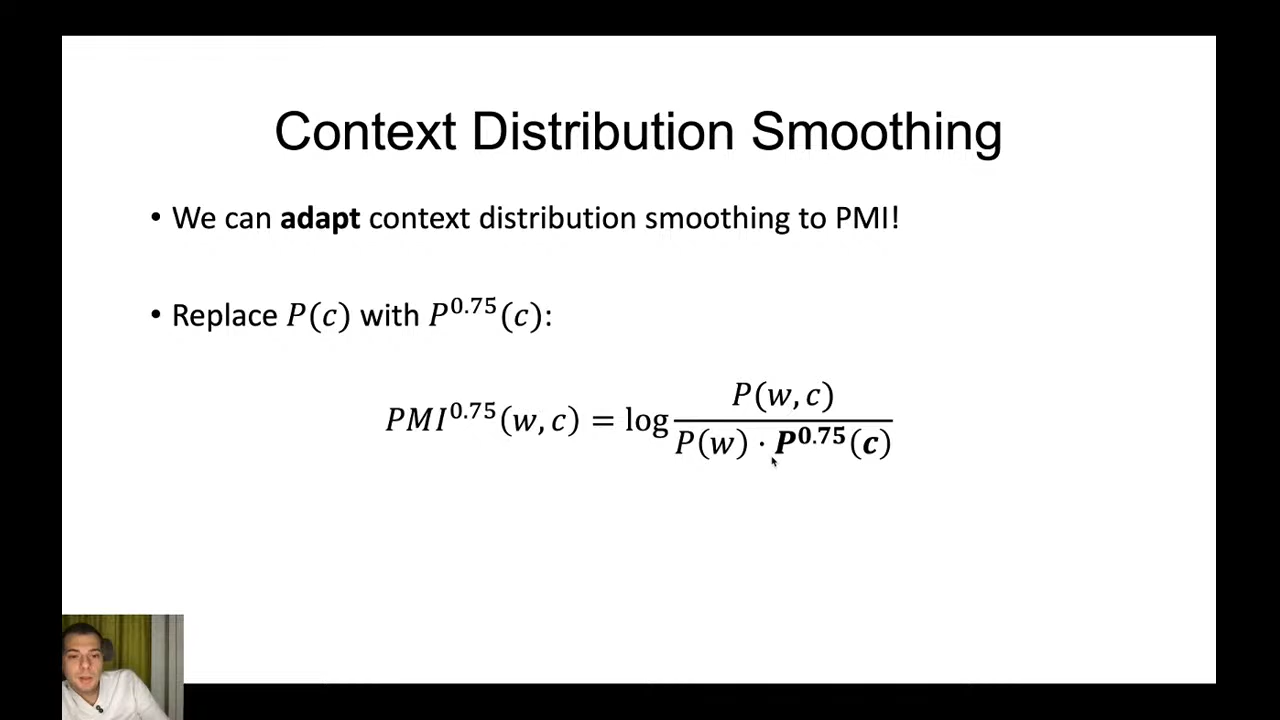 Context Distribution Smoothing
• We can adapt context distribution smoothing to PMI!
• Replace P(c) with P^0.75(c):
PMI^0.75(w, c) = log P(w, c) / P(w) · P^0.75(c)